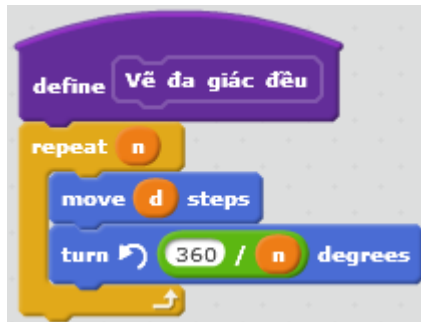 define Vẽ đa giác đều
repeat n
move d steps
turn 360 / n degrees